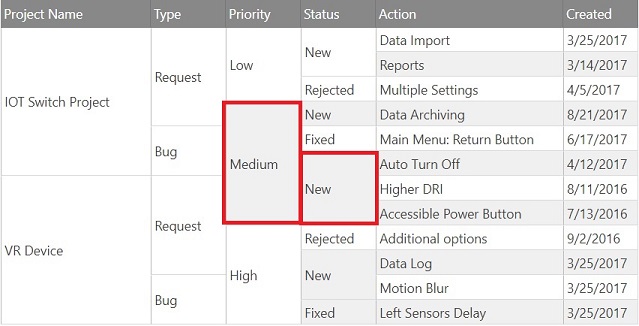 Project Name Type Priority Status Action Created
IOT Switch Project Request Low New Data Import 3/25/2017
Reports 3/14/2017
Rejected Multiple Settings 4/5/2017
Medium New Data Archiving 8/21/2017
Bug Fixed Main Menu: Return Button 6/17/2017
New Auto Turn Off 4/12/2017
VR Device Request Higher DRI 8/11/2016
Accessible Power Button 7/13/2016
High Rejected Additional options 9/2/2016
New Data Log 3/25/2017
Bug Motion Blur 3/25/2017
Fixed Left Sensors Delay 3/25/2017